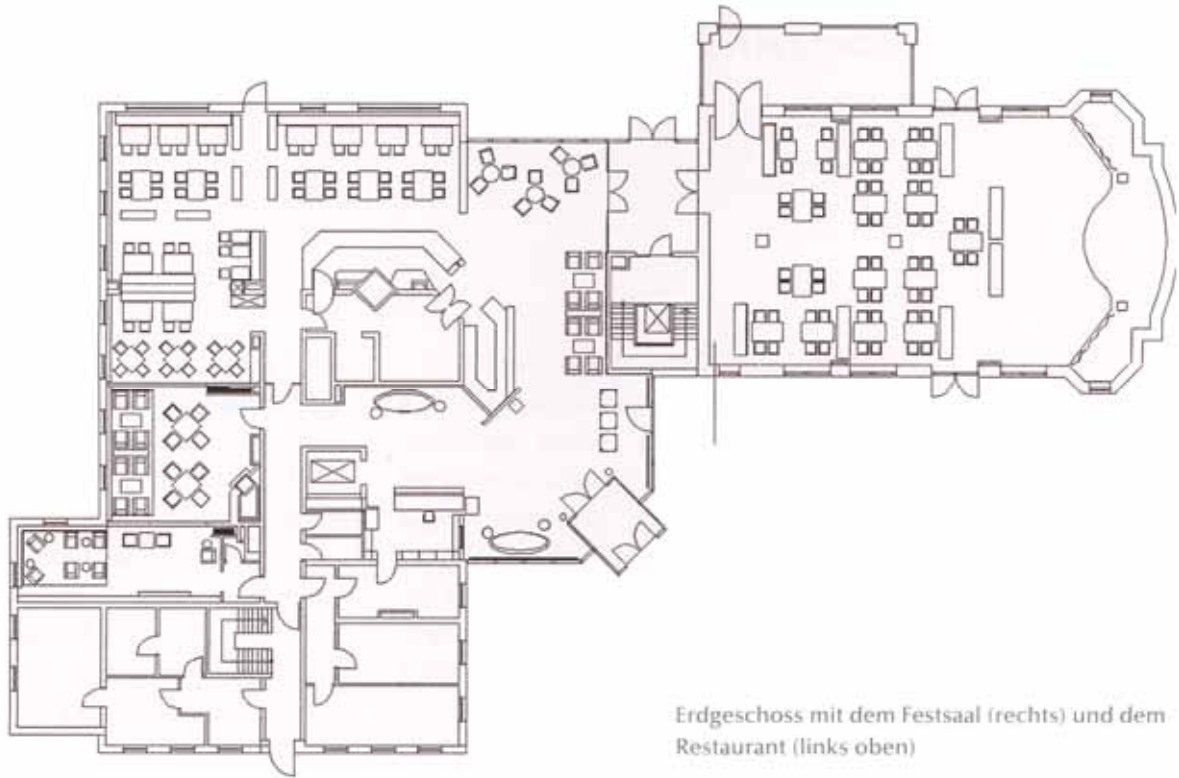 Erdgeschoss mit dem Festsaal (rechts) und dem
Restaurant (links oben)